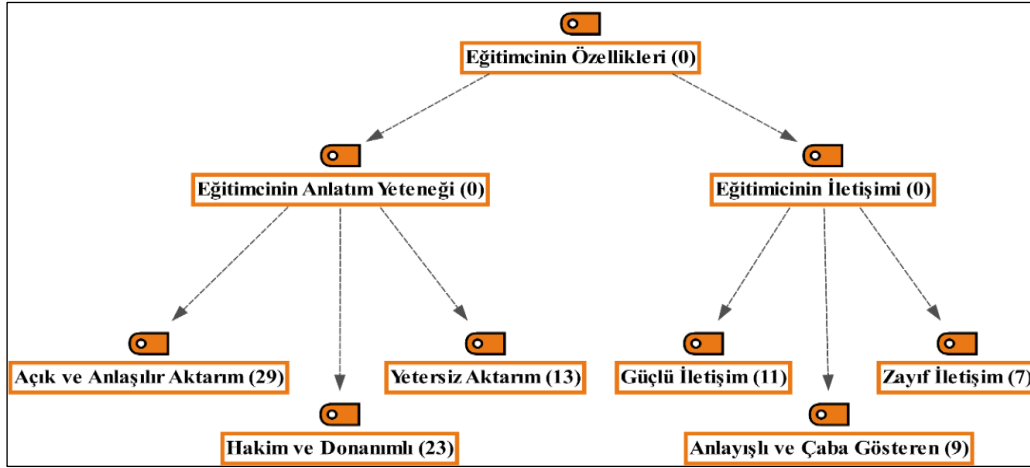 Eğitimcinin Özellikleri (0)
Eğitimcinin Anlatım Yeteneği (0)
Eğitimicinin İletişimi (0)
Açık ve Anlaşılır Aktarım (29)
Yetersiz Aktarım (13)
Güçlü İletişim (11)
Zayıf İletişim (7)
Hakim ve Donanımlı (23)
Anlayışlı ve Çaba Gösteren (9)